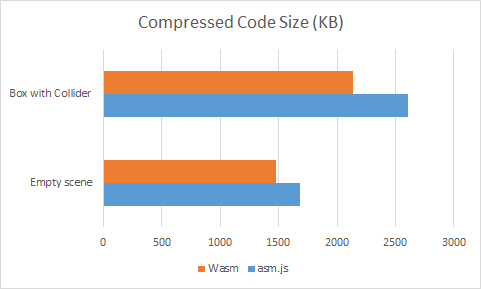 Compressed Code Size (KB)
Box with Collider
Empty scene
0 500 1000 1500 2000 2500 3000
Wasm asm.js